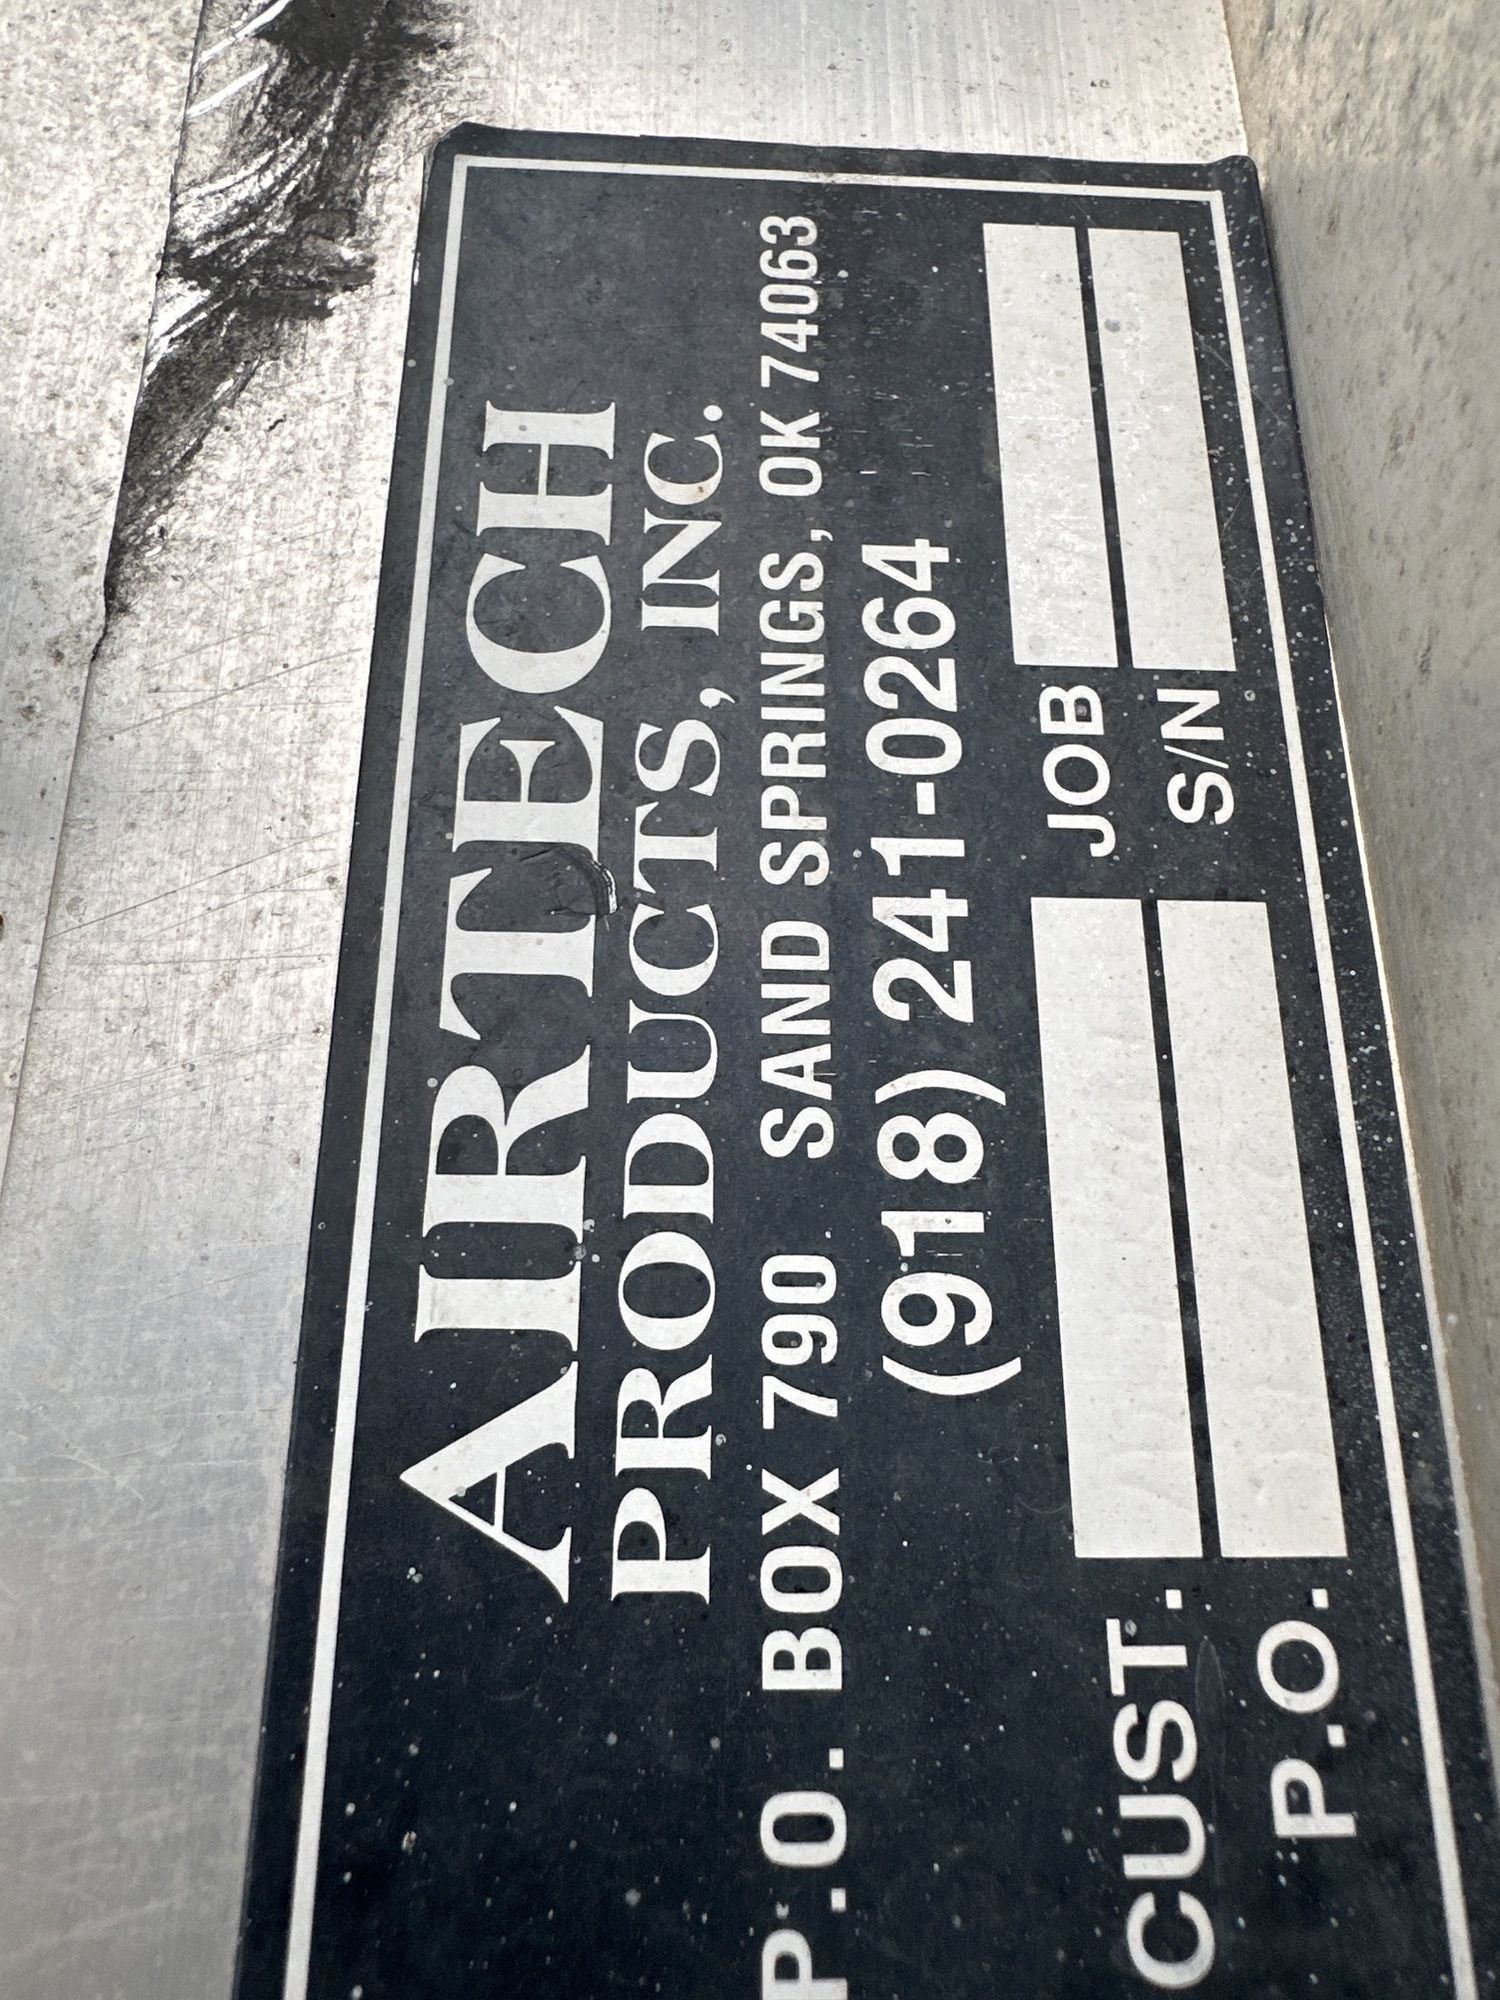 AIRTECH
PRODUCTS, INC.
P.O. BOX 790 SAND SPRINGS, OK 74063
(918) 241-0264
CUST. JOB
P.O. S/N